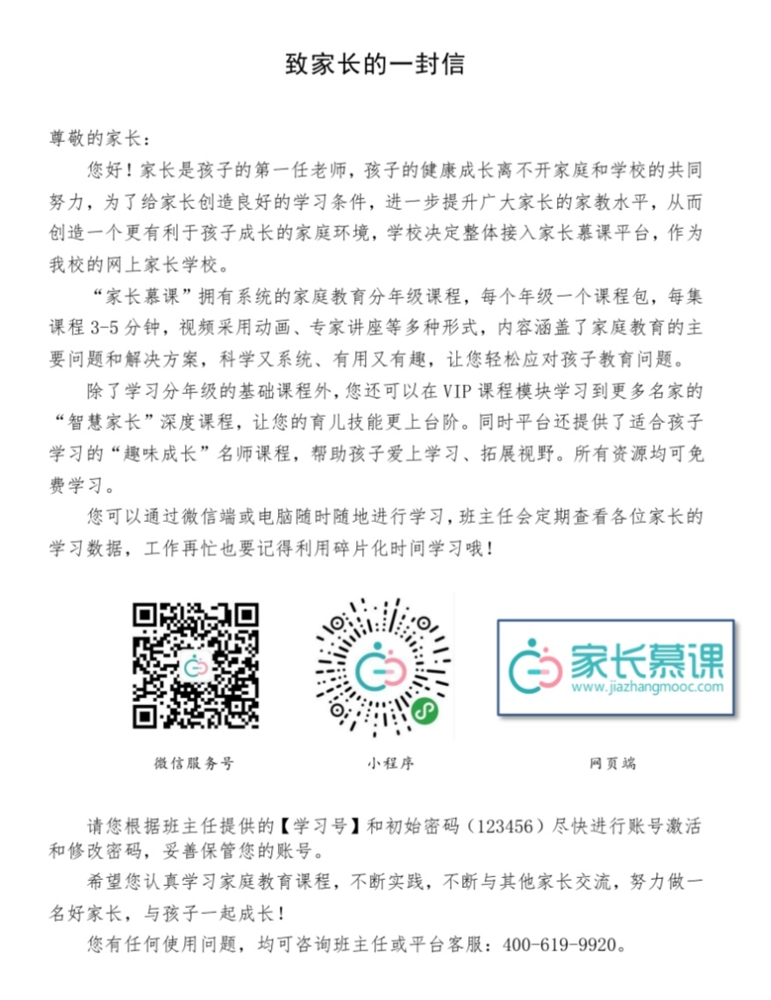 致家长的一封信
尊敬的家长：
您好！家长是孩子的第一任老师，孩子的健康成长离不开家庭和学校的共同
努力，为了给家长创造良好的学习条件，进一步提升广大家长的家教水平，从而
创造一个更有利于孩子成长的家庭环境，学校决定整体接入家长慕课平台，作为
我校的网上家长学校。
“家长慕课”拥有系统的家庭教育分年级课程，每个年级一个课程包，每集
课程 3-5 分钟，视频采用动画、专家讲座等多种形式，内容涵盖了家庭教育的主
要问题和解决方案，科学又系统、有用又有趣，让您轻松应对孩子教育问题。
除了学习分年级的基础课程外，您还可以在 VIP 课程模块学习到更多名家的
“智慧家长”深度课程，让您的育儿技能更上台阶。同时平台还提供了适合孩子
学习的“趣味成长”名师课程，帮助孩子爱上学习、拓展视野。所有资源均可免
费学习。
您可以通过微信端或电脑随时随地进行学习，班主任会定期查看各位家长的
学习数据，工作再忙也要记得利用碎片化时间学习哦！
家长慕课
www.jiazhangmooc.com
微信服务号 小程序 网页端
请您根据班主任提供的【学习号】和初始密码（123456）尽快进行账号激活
和修改密码，妥善保管您的账号。
希望您认真学习家庭教育课程，不断实践，不断与其他家长交流，努力做一
名好家长，与孩子一起成长！
您有任何使用问题，均可咨询班主任或平台客服：400-619-9920。